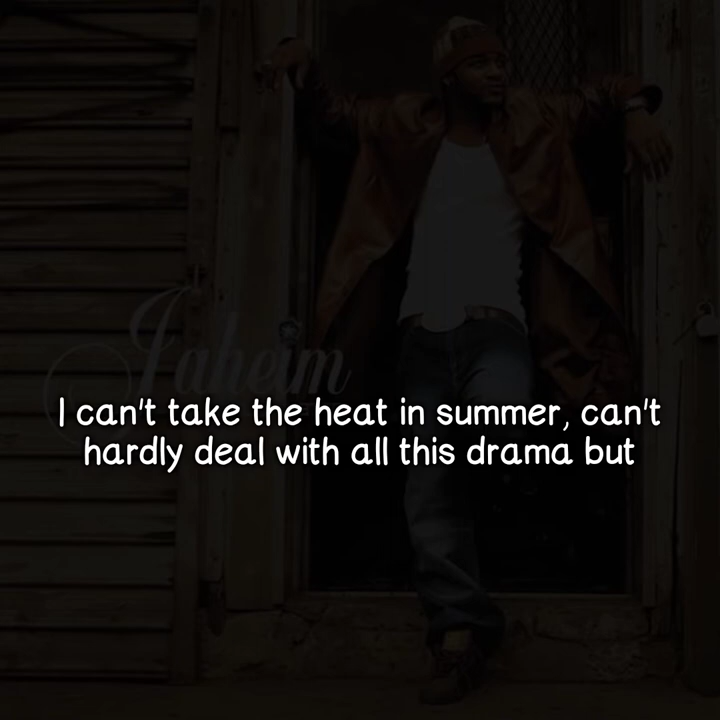 Jaheim
I can't take the heat in summer, can't
hardly deal with all this drama but